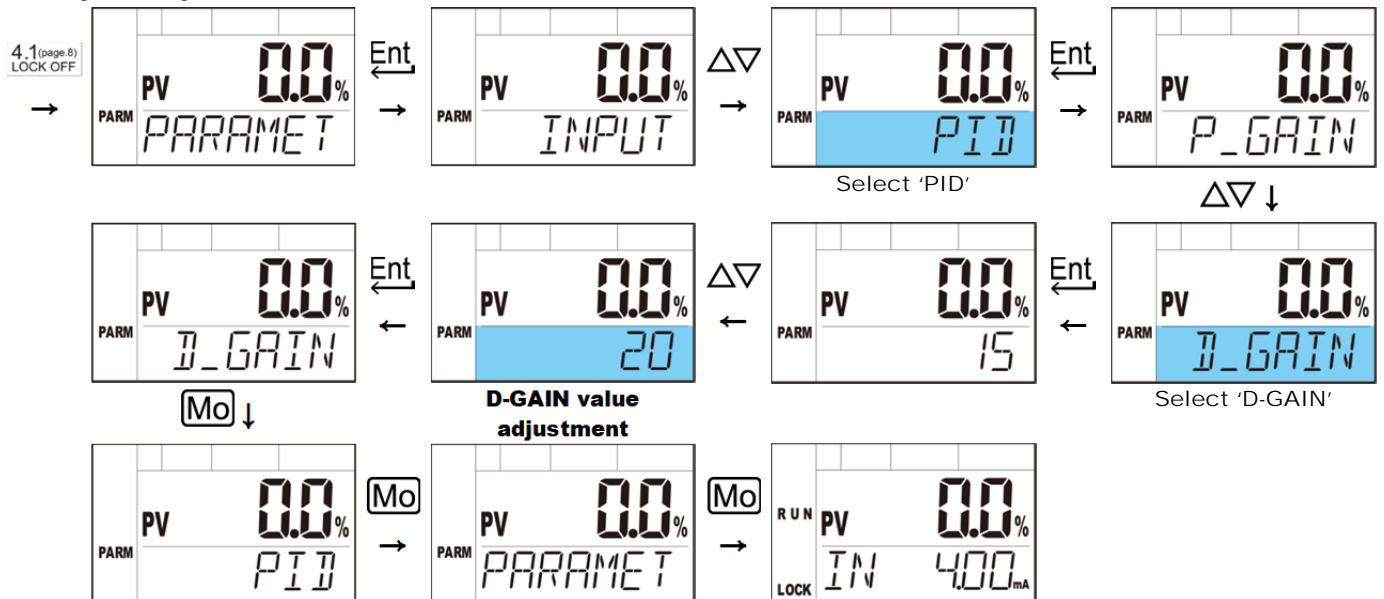 4.1(page.8)
LOCK OFF
PV 0.0%
PARM PARAMET
Ent
PV 0.0%
PARM INPUT
△▽
PV 0.0%
PARM PID
Select 'PID'
Ent
PV 0.0%
PARM P_GAIN
△▽
PV 0.0%
PARM D_GAIN
Ent
PV 0.0%
PARM 20
D-GAIN value
adjustment
△▽
PV 0.0%
PARM 15
Ent
PV 0.0%
PARM D_GAIN
Select 'D-GAIN'
Mo
PV 0.0%
PARM PID
Mo
PV 0.0%
PARM PARAMET
Mo
RUN PV 0.0%
LOCK IN 4.00mA